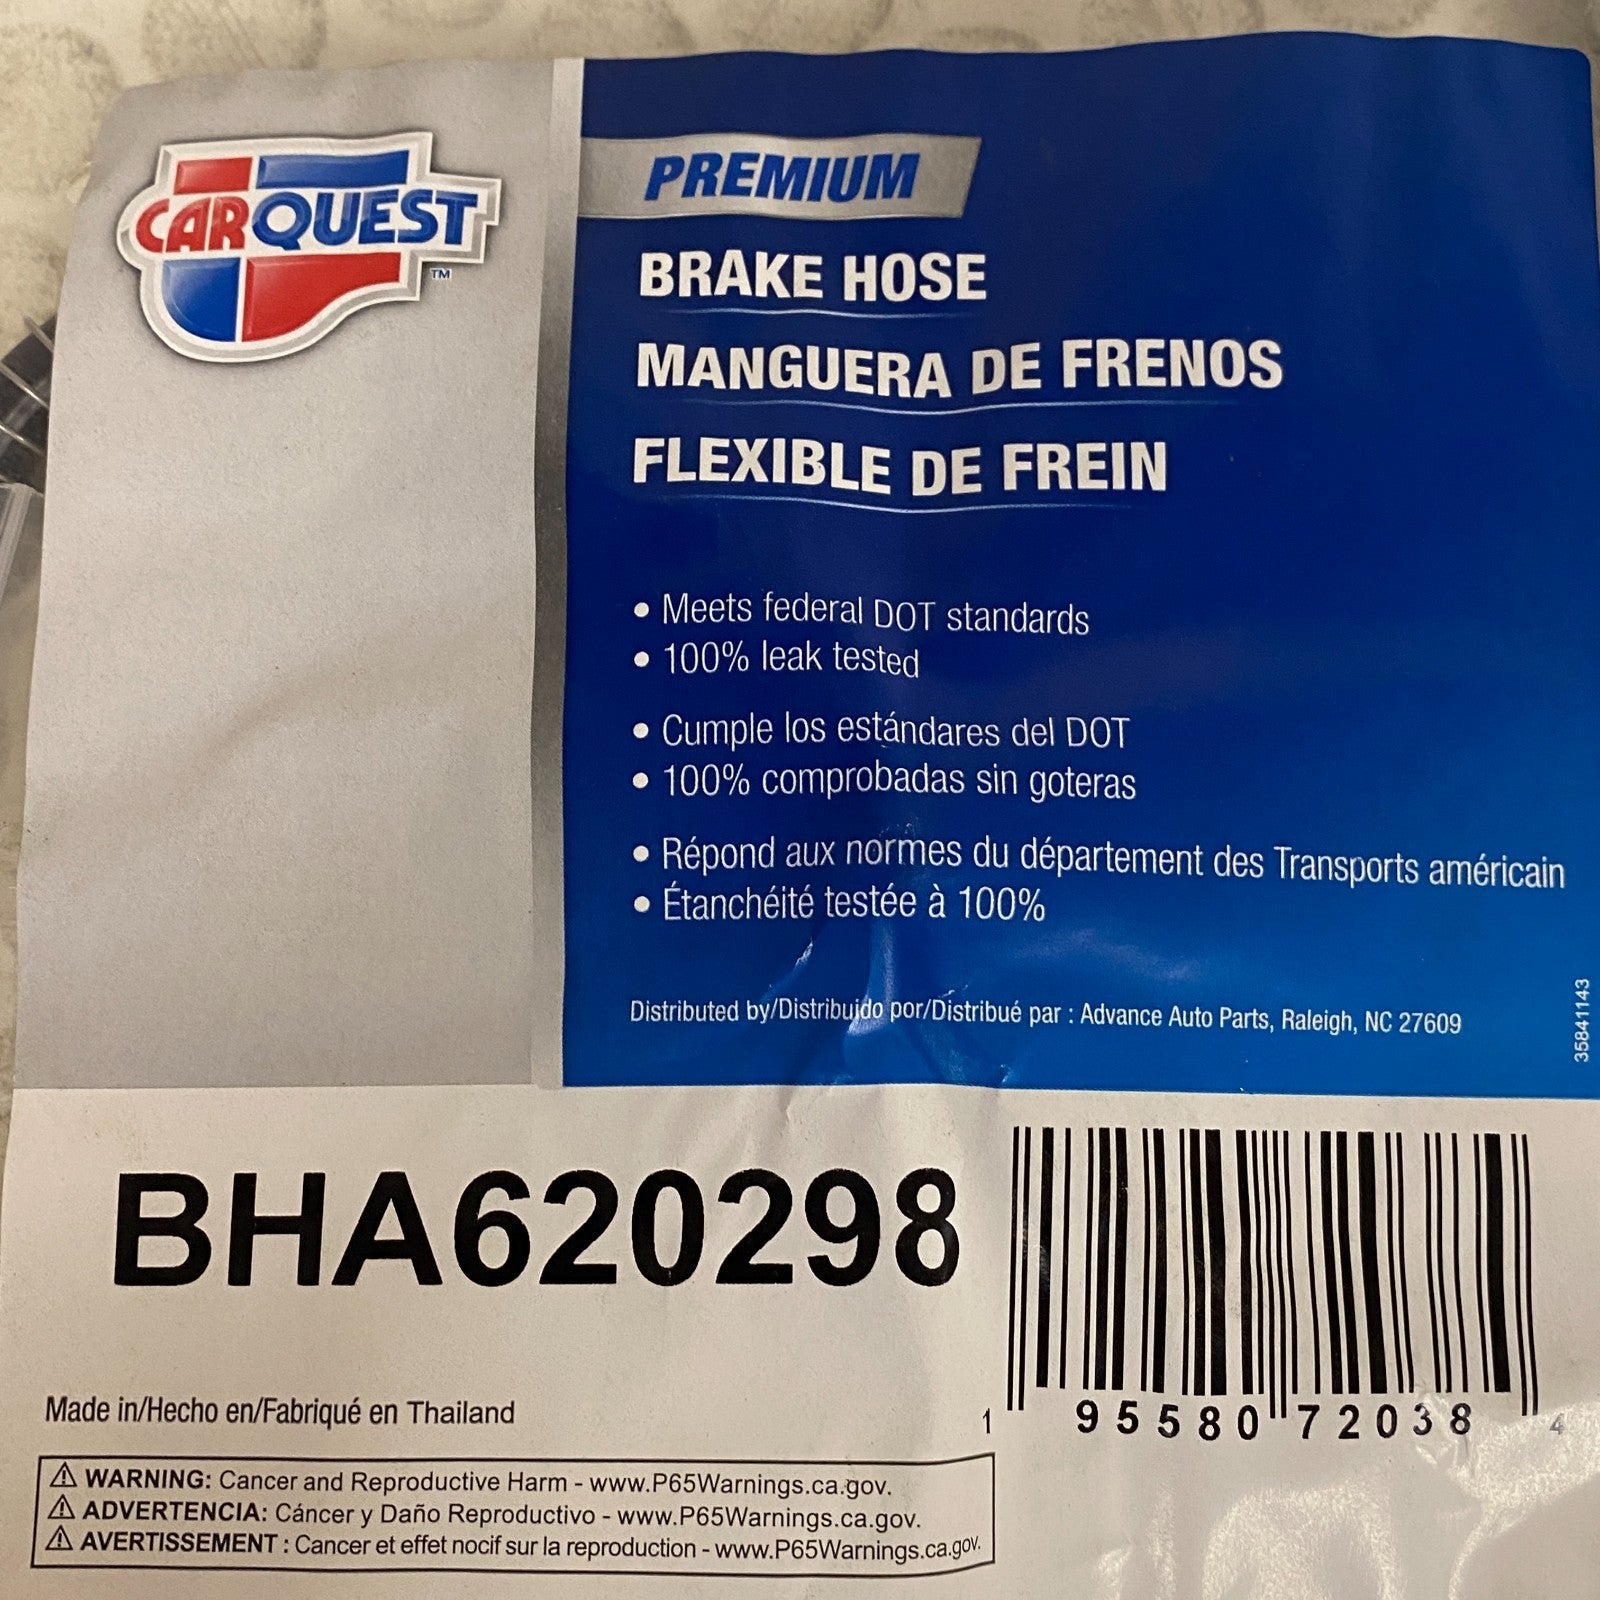 CARQUEST
TM
PREMIUM
BRAKE HOSE
MANGUERA DE FRENOS
FLEXIBLE DE FREIN
• Meets federal DOT standards
• 100% leak tested
• Cumple los estándares del DOT
• 100% comprobadas sin goteras
• Répond aux normes du département des Transports américain
• Étanchéité testée à 100%
Distributed by/Distribuido por/Distribué par : Advance Auto Parts, Raleigh, NC 27609
35841143
BHA620298
1 95580 72038 4
Made in/Hecho en/Fabriqué en Thailand
⚠ WARNING: Cancer and Reproductive Harm - www.P65Warnings.ca.gov.
⚠ ADVERTENCIA: Cáncer y Daño Reproductivo - www.P65Warnings.ca.gov.
⚠ AVERTISSEMENT : Cancer et effet nocif sur la reproduction - www.P65Warnings.ca.gov.